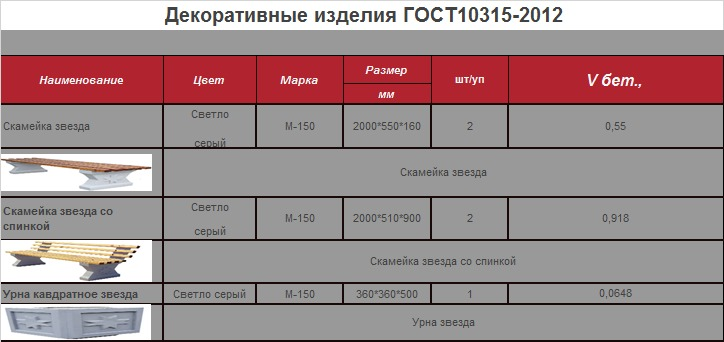 Декоративные изделия ГОСТ10315-2012
Наименование Цвет Марка Размер шт/уп V бет.,
мм
Скамейка звезда Светло серый М-150 2000*550*160 2 0,55
Скамейка звезда
Скамейка звезда со спинкой Светло серый М-150 2000*510*900 2 0,918
Скамейка звезда со спинкой
Урна кавдратное звезда Светло серый М-150 360*360*500 1 0,0648
Урна звезда